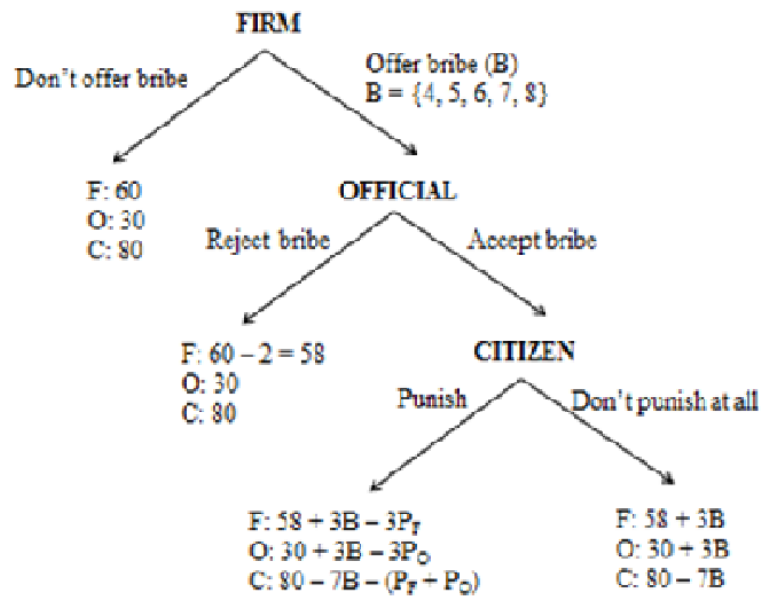 FIRM
Don't offer bribe
Offer bribe (B)
B = {4, 5, 6, 7, 8}
F: 60
O: 30
C: 80
OFFICIAL
Reject bribe
Accept bribe
F: 60 – 2 = 58
O: 30
C: 80
CITIZEN
Punish
Don't punish at all
F: 58 + 3B – 3P_F
O: 30 + 3B – 3P_O
C: 80 – 7B – (P_F + P_O)
F: 58 + 3B
O: 30 + 3B
C: 80 – 7B